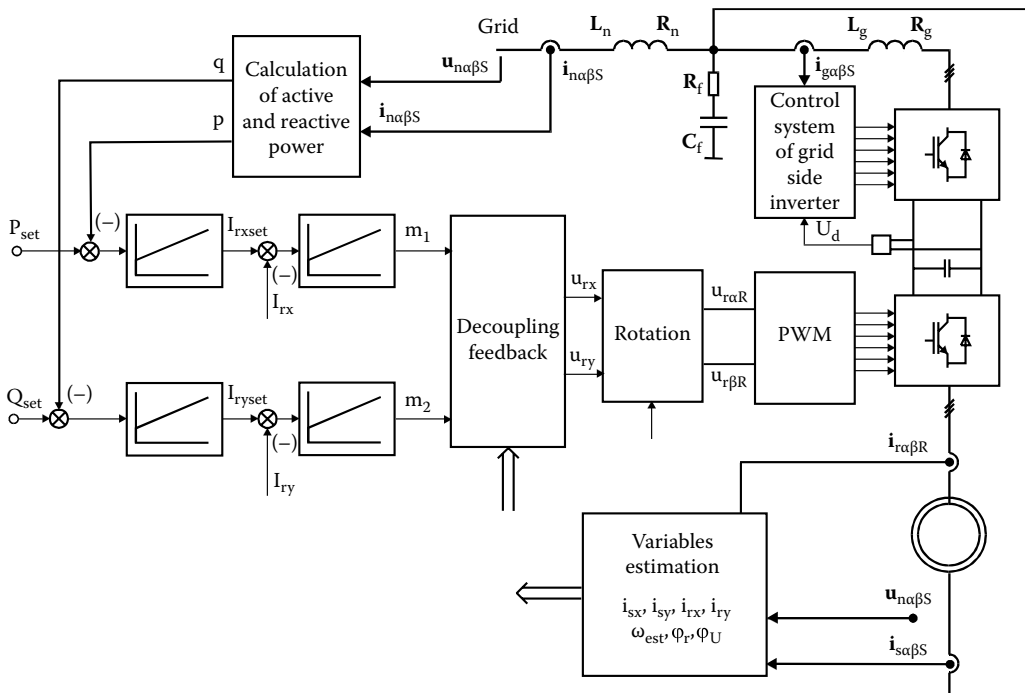 Grid
L_n R_n
L_g R_g
q
Calculation
of active
and reactive
power
p
u_nαβS
i_nαβS
i_nαβS
R_f
C_f
i_gαβS
Control
system
of grid
side
inverter
U_d
P_set
(–)
I_rxset
(–)
I_rx
m_1
Q_set
(–)
I_ryset
(–)
I_ry
m_2
Decoupling
feedback
u_rx
u_ry
Rotation
u_rαR
u_rβR
PWM
i_rαβR
Variables
estimation
i_sx, i_sy, i_rx, i_ry
ω_est, φ_r, φ_U
u_nαβS
i_sαβS